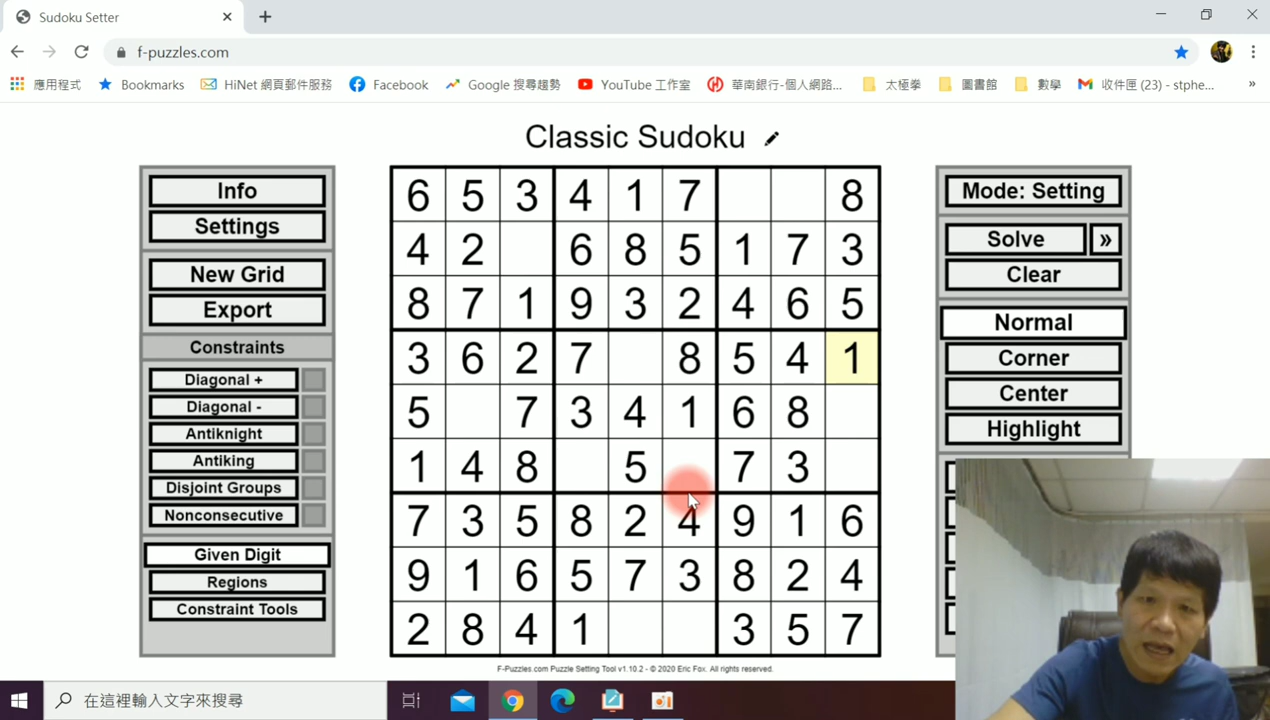 Sudoku Setter
f-puzzles.com
應用程式 Bookmarks HiNet 網頁郵件服務 Facebook Google 搜尋趨勢 YouTube 工作室 華南銀行-個人網路... 太極拳 圖書館 數學 收件匣 (23) - stphe... »
Classic Sudoku
Info
Settings
New Grid
Export
Constraints
Diagonal +
Diagonal -
Antiknight
Antiking
Disjoint Groups
Nonconsecutive
Given Digit
Regions
Constraint Tools
6 5 3 4 1 7 8
4 2 6 8 5 1 7 3
8 7 1 9 3 2 4 6 5
3 6 2 7 8 5 4 1
5 7 3 4 1 6 8
1 4 8 5 7 3
7 3 5 8 2 4 9 1 6
9 1 6 5 7 3 8 2 4
2 8 4 1 3 5 7
Mode: Setting
Solve »
Clear
Normal
Corner
Center
Highlight
F-Puzzles.com Puzzle Setting Tool v1.10.2 - © 2020 Eric Fox. All rights reserved.
在這裡輸入文字來搜尋